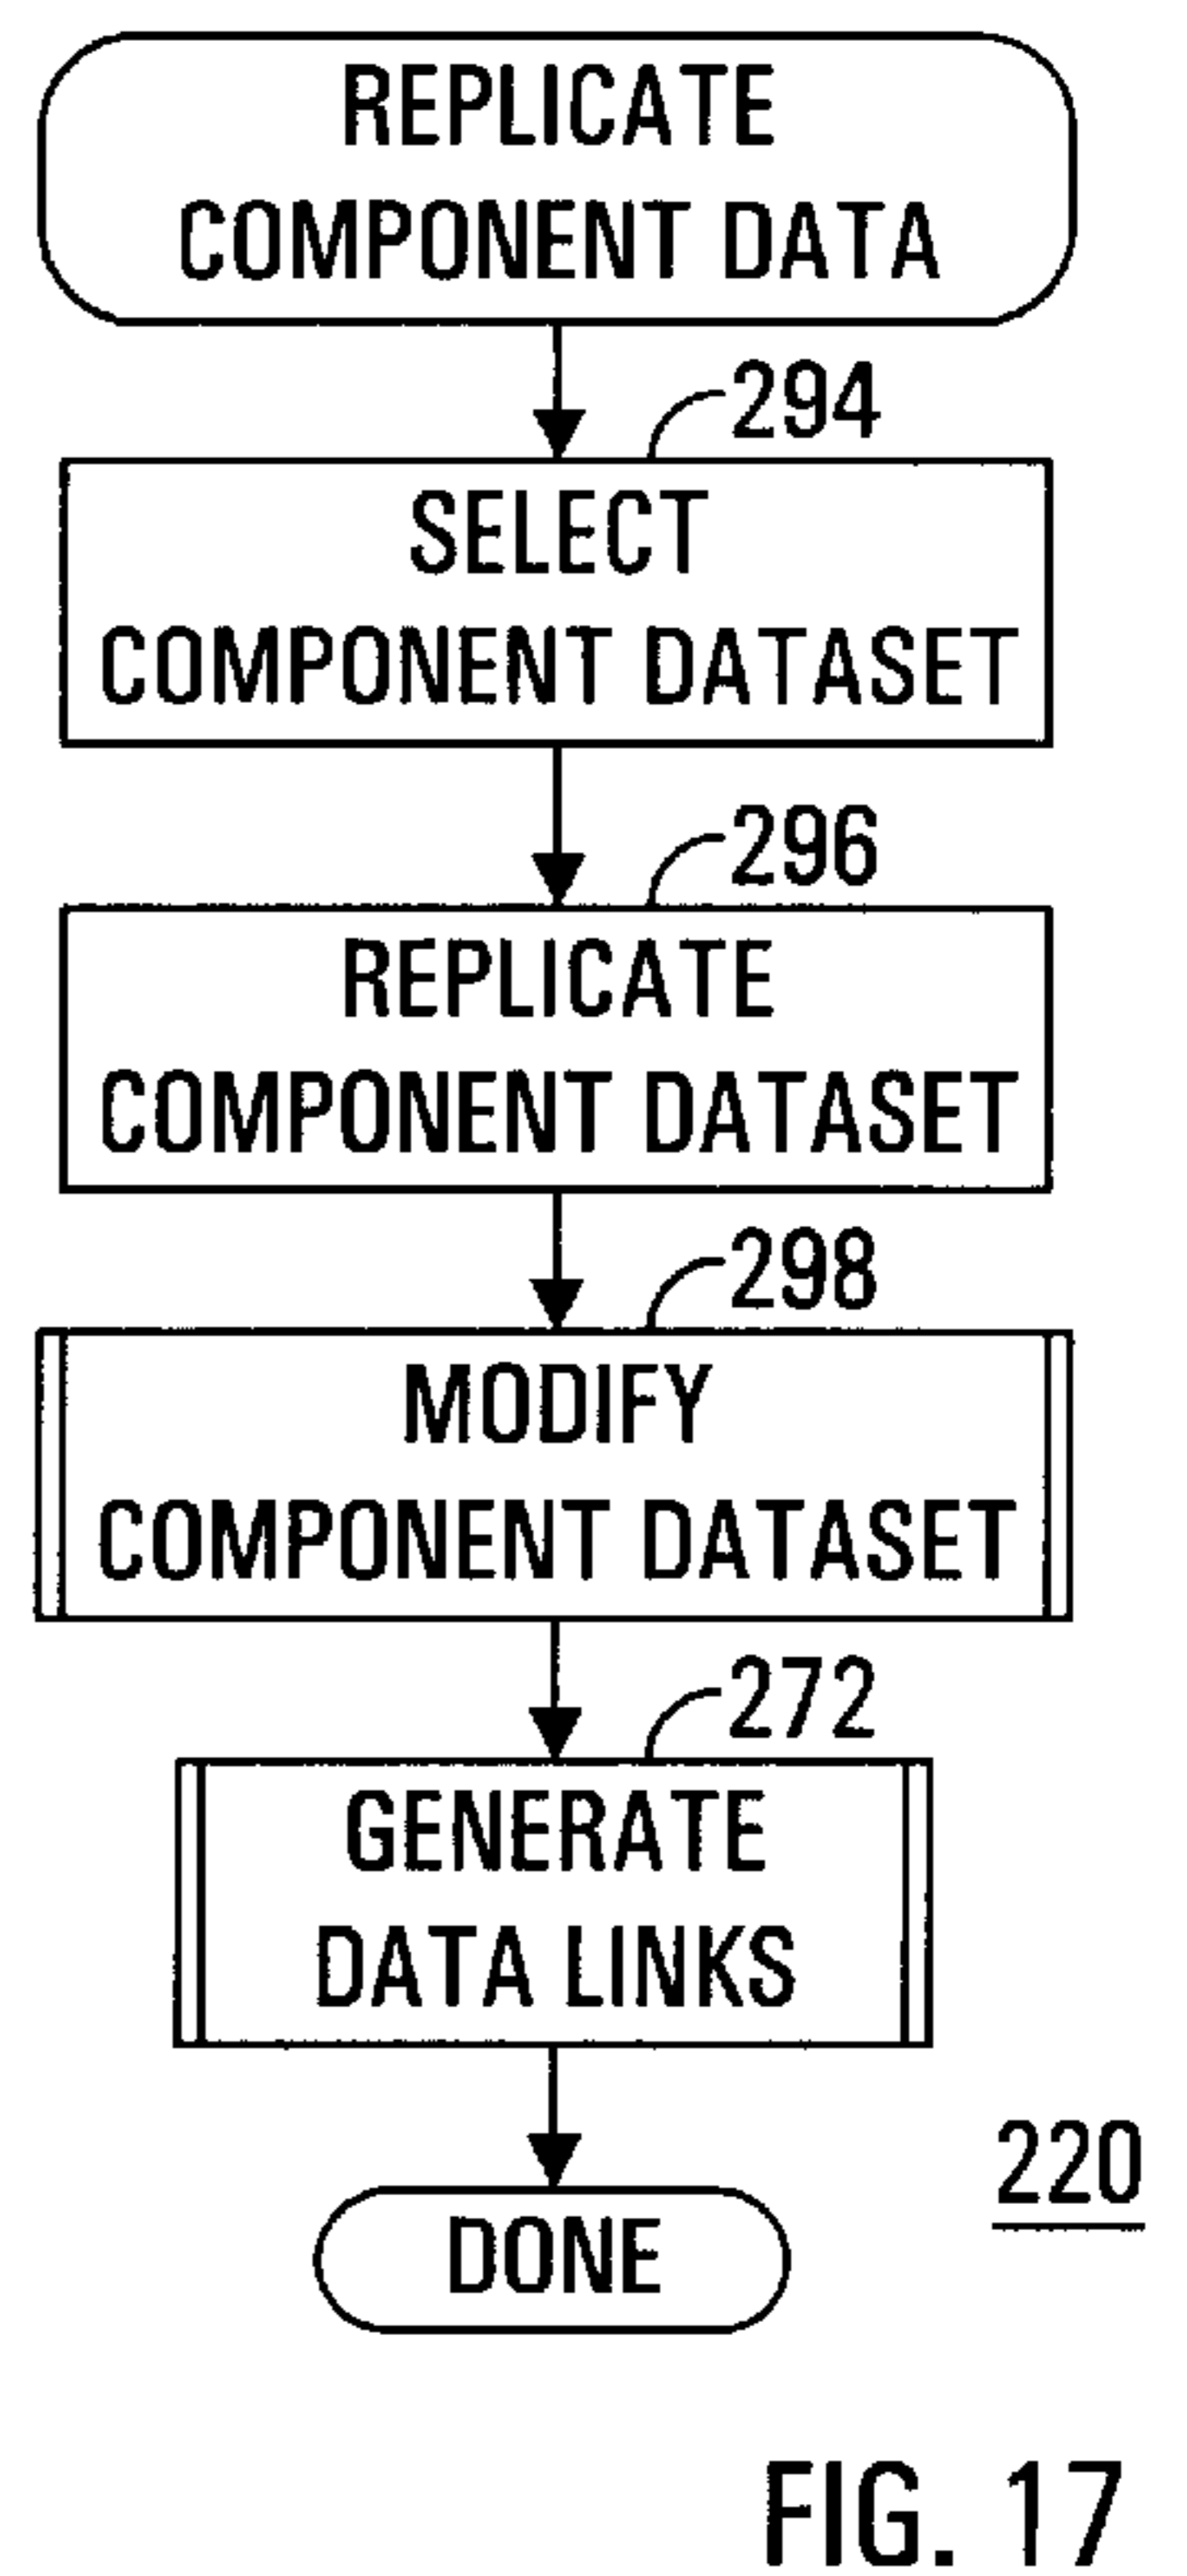 REPLICATE
COMPONENT DATA
294
SELECT
COMPONENT DATASET
296
REPLICATE
COMPONENT DATASET
298
MODIFY
COMPONENT DATASET
272
GENERATE
DATA LINKS
DONE
220
FIG. 17